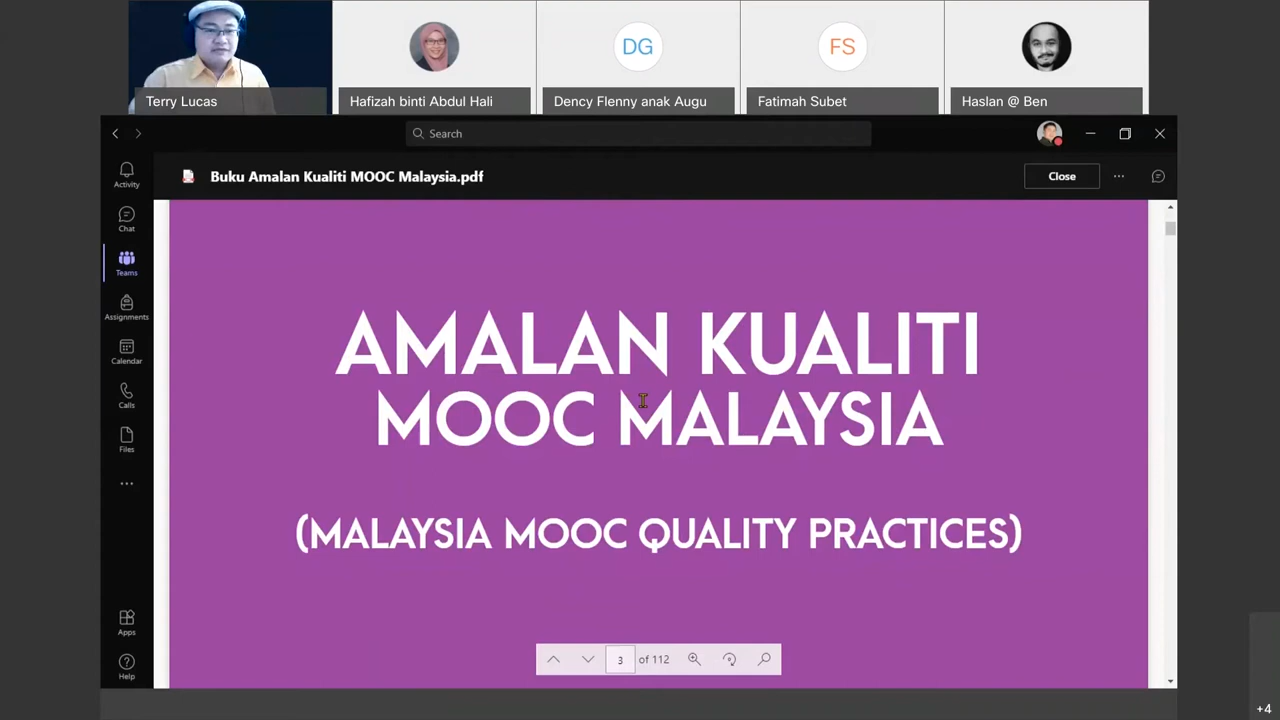 DG
FS
Terry Lucas
Hafizah binti Abdul Hali
Dency Flenny anak Augu
Fatimah Subet
Haslan @ Ben
Search
Buku Amalan Kualiti MOOC Malaysia.pdf
Close
Activity
Chat
Teams
Assignments
Calendar
Calls
Files
Apps
Help
AMALAN KUALITI
MOOC MALAYSIA
(MALAYSIA MOOC QUALITY PRACTICES)
3 of 112
+4